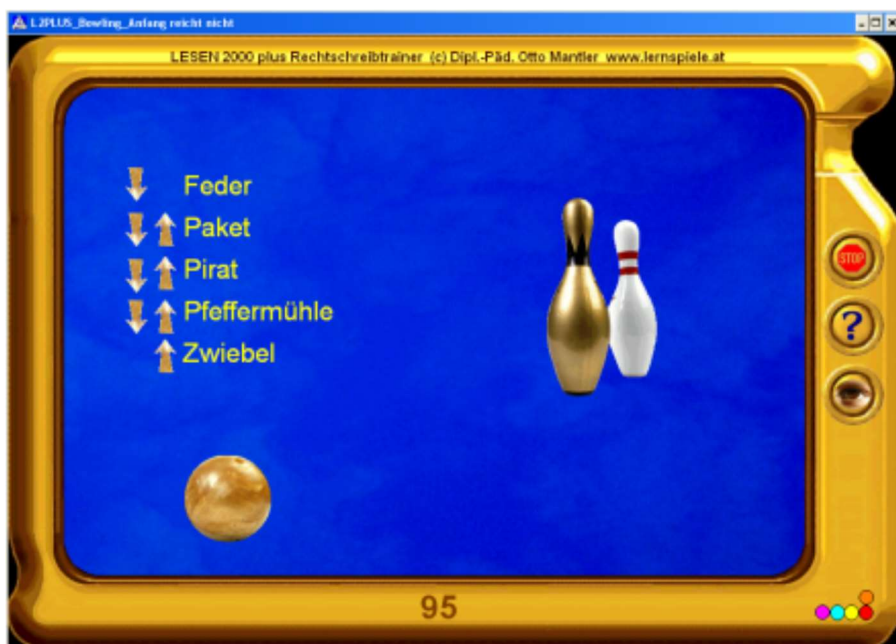 L2PLUS_Bowling_Anfang reicht nicht
LESEN 2000 plus Rechtschreibtrainer (c) Dipl.-Päd. Otto Mantler www.lernspiele.at
Feder
Paket
Pirat
Pfeffermühle
Zwiebel
STOP
?
95